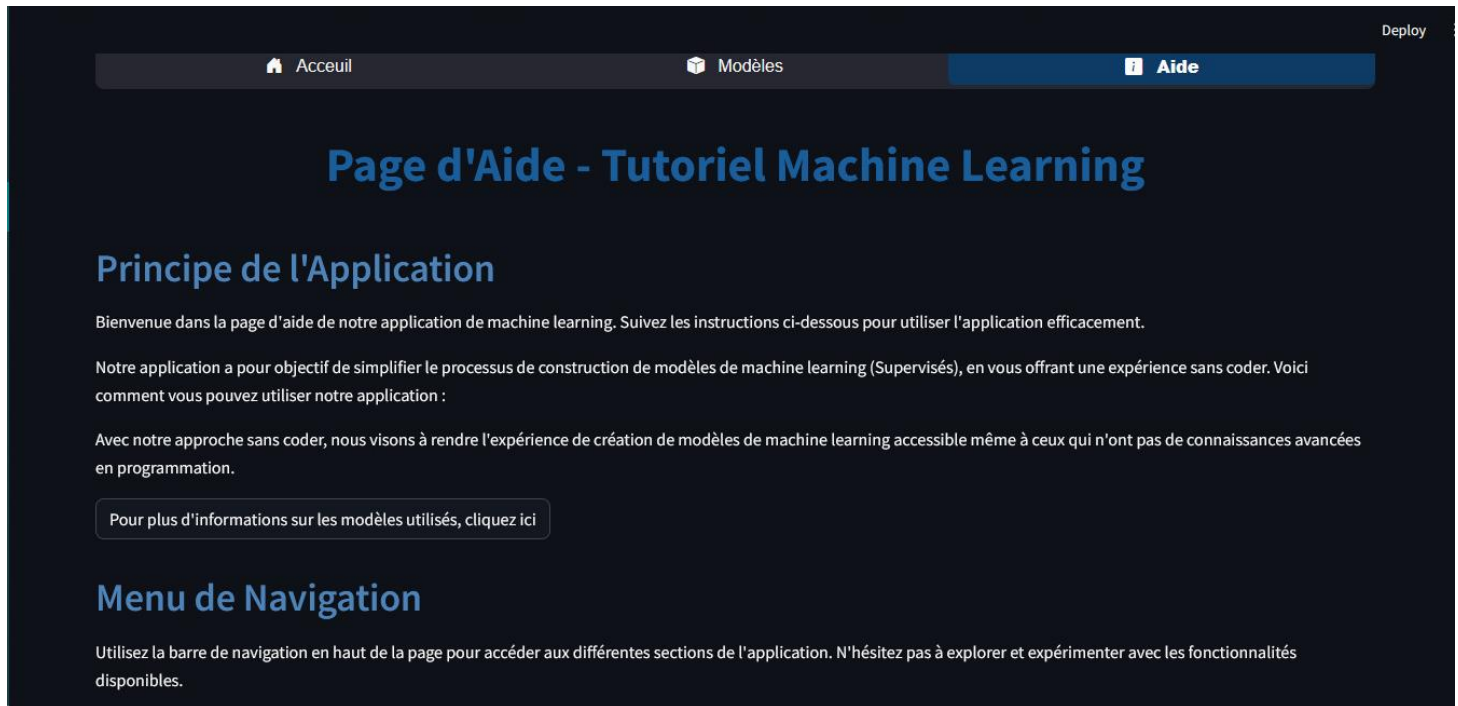 Deploy
Acceuil
Modèles
Aide
Page d'Aide - Tutoriel Machine Learning
Principe de l'Application
Bienvenue dans la page d'aide de notre application de machine learning. Suivez les instructions ci-dessous pour utiliser l'application efficacement.
Notre application a pour objectif de simplifier le processus de construction de modèles de machine learning (Supervisés), en vous offrant une expérience sans coder. Voici
comment vous pouvez utiliser notre application :
Avec notre approche sans coder, nous visons à rendre l'expérience de création de modèles de machine learning accessible même à ceux qui n'ont pas de connaissances avancées
en programmation.
Pour plus d'informations sur les modèles utilisés, cliquez ici
Menu de Navigation
Utilisez la barre de navigation en haut de la page pour accéder aux différentes sections de l'application. N'hésitez pas à explorer et expérimenter avec les fonctionnalités
disponibles.